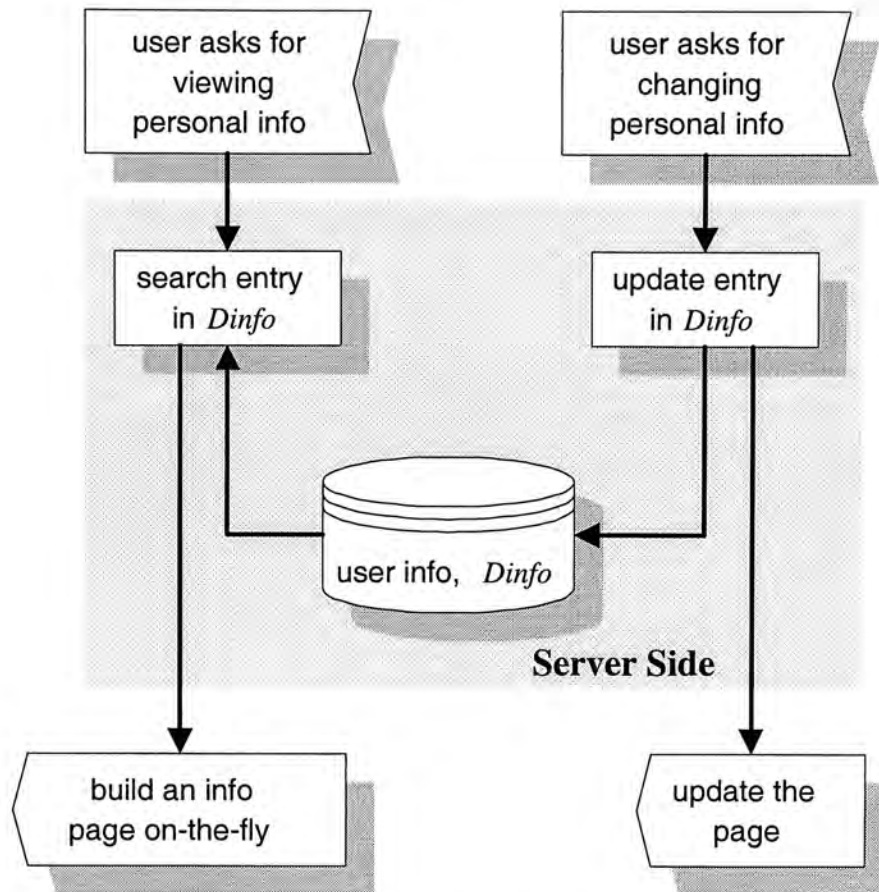 user asks for
viewing
personal info
user asks for
changing
personal info
search entry
in Dinfo
update entry
in Dinfo
user info, Dinfo
Server Side
build an info
page on-the-fly
update the
page